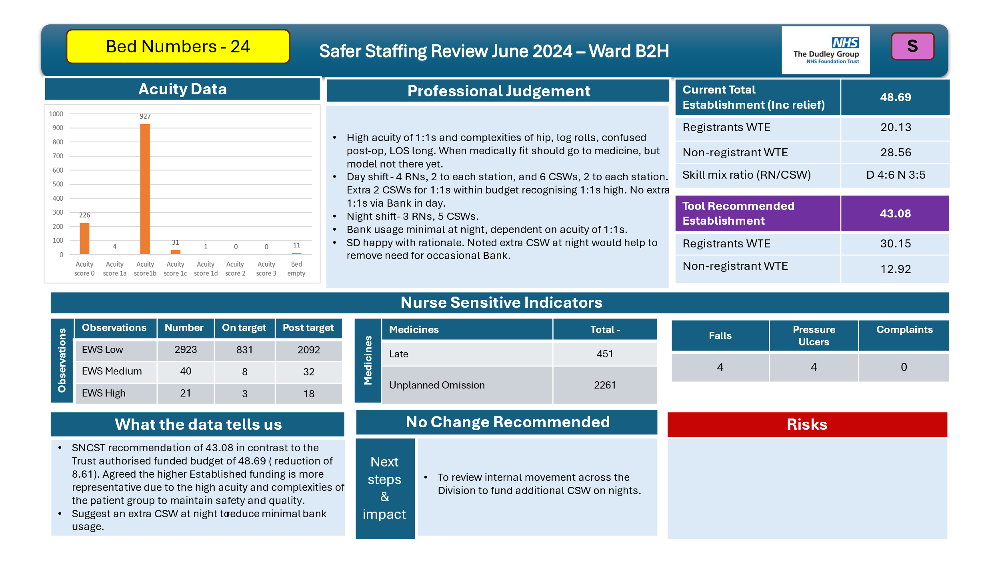 Bed Numbers - 24
Safer Staffing Review June 2024 – Ward B2H
NHS
The Dudley Group
NHS Foundation Trust
S
Acuity Data
1000
900
800
700
600
500
400
300
200
100
0
226
4
927
31
1
0
0
11
Acuity score 0
Acuity score 1a
Acuity score1b
Acuity score 1c
Acuity score 1d
Acuity score 2
Acuity score 3
Bed empty
Professional Judgement
• High acuity of 1:1s and complexities of hip, log rolls, confused
post-op, LOS long. When medically fit should go to medicine, but
model not there yet.
• Day shift- 4 RNs, 2 to each station, and 6 CSWs, 2 to each station.
Extra 2 CSWs for 1:1s within budget recognising 1:1s high. No extra
1:1s via Bank in day.
• Night shift- 3 RNs, 5 CSWs.
• Bank usage minimal at night, dependent on acuity of 1:1s.
• SD happy with rationale. Noted extra CSW at night would help to
remove need for occasional Bank.
Current Total
Establishment (Inc relief)
48.69
Registrants WTE 20.13
Non-registrant WTE 28.56
Skill mix ratio (RN/CSW) D 4:6 N 3:5
Tool Recommended
Establishment
43.08
Registrants WTE 30.15
Non-registrant WTE 12.92
Nurse Sensitive Indicators
Observations
Observations Number On target Post target
EWS Low 2923 831 2092
EWS Medium 40 8 32
EWS High 21 3 18
Medicines
Medicines Total -
Late 451
Unplanned Omission 2261
Falls
Pressure
Ulcers
Complaints
4 4 0
What the data tells us
• SNCST recommendation of 43.08 in contrast to the
Trust authorised funded budget of 48.69 ( reduction of
8.61). Agreed the higher Established funding is more
representative due to the high acuity and complexities of
the patient group to maintain safety and quality.
• Suggest an extra CSW at night to reduce minimal bank
usage.
No Change Recommended
Next
steps
&
impact
• To review internal movement across the
Division to fund additional CSW on nights.
Risks